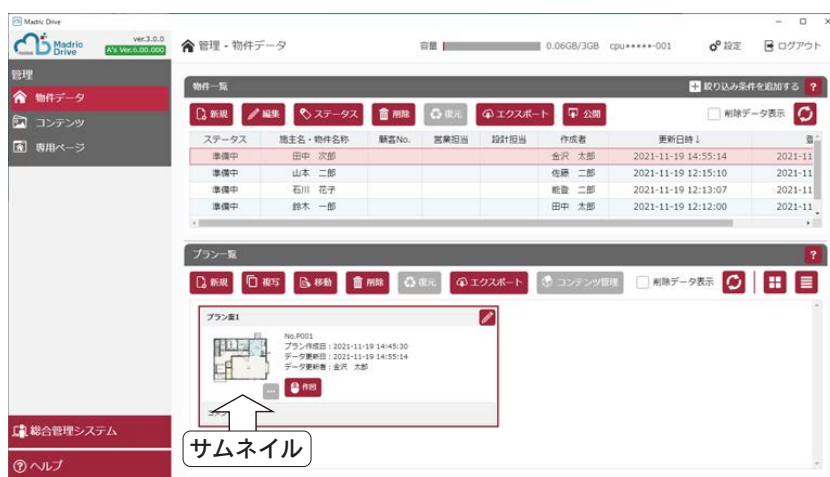 Madric Drive
Madric
Drive
ver.3.0.0
A's Ver.6.00.000
管理 - 物件データ
容量
0.06GB/3GB
cpu*****-001
設定
ログアウト
管理
物件データ
コンテンツ
専用ページ
物件一覧
絞り込み条件を追加する
?
新規
編集
ステータス
削除
復元
エクスポート
公開
削除データ表示
ステータス 施主名・物件名称 顧客No. 営業担当 設計担当 作成者 更新日時↓
準備中 田中 次郎 金沢 太郎 2021-11-19 14:55:14 2021-11
準備中 山本 二郎 佐藤 二郎 2021-11-19 12:15:10 2021-11
準備中 石川 花子 能登 二郎 2021-11-19 12:13:07 2021-11
準備中 鈴木 一郎 田中 太郎 2021-11-19 12:12:00 2021-11
プラン一覧
?
新規
複写
移動
削除
復元
エクスポート
コンテンツ管理
削除データ表示
プラン案1
No.P001
プラン作成日：2021-11-19 14:45:30
データ更新日：2021-11-19 14:55:14
データ更新者：金沢 太郎
作図
サムネイル
総合管理システム
ヘルプ